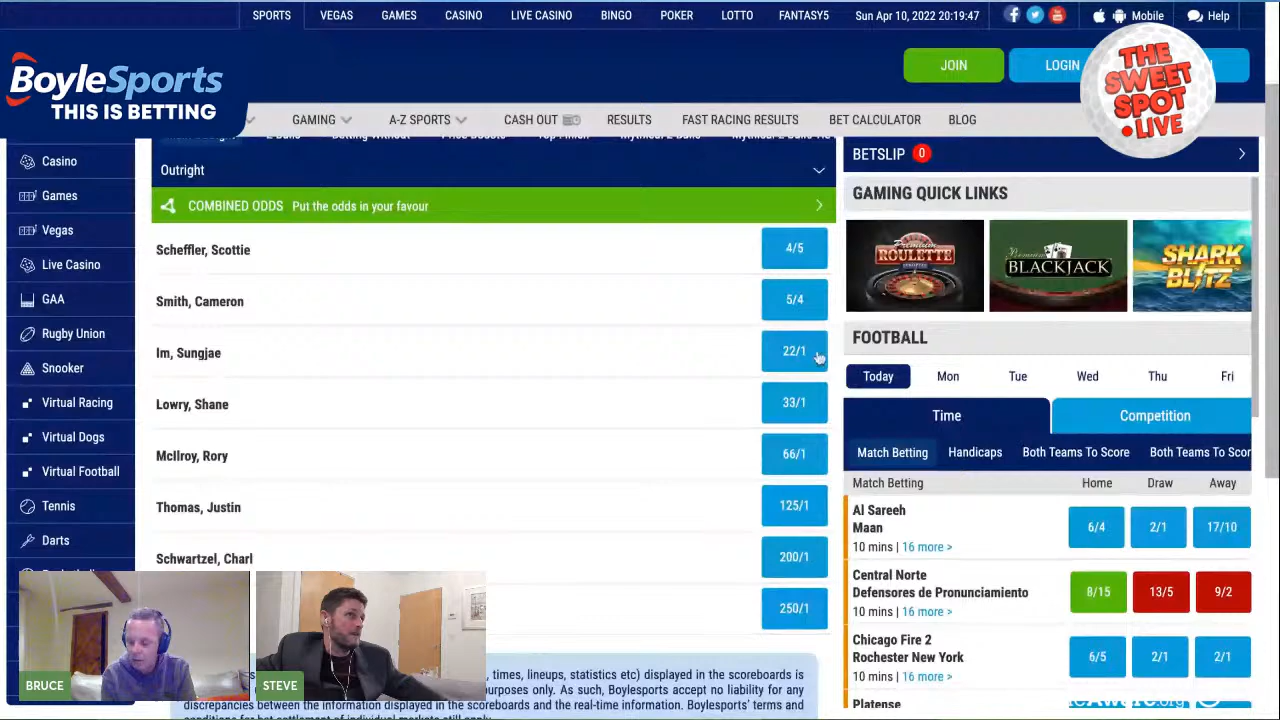 SPORTS VEGAS GAMES CASINO LIVE CASINO BINGO POKER LOTTO FANTASY5 Sun Apr 10, 2022 20:19:47 Mobile Help
BoyleSports
THIS IS BETTING
JOIN LOGIN
THE
SWEET
SPOT
.LIVE
GAMING A-Z SPORTS CASH OUT RESULTS FAST RACING RESULTS BET CALCULATOR BLOG
Casino
Games
Vegas
Live Casino
GAA
Rugby Union
Snooker
Virtual Racing
Virtual Dogs
Virtual Football
Tennis
Darts
Outright
COMBINED ODDS Put the odds in your favour
Scheffler, Scottie 4/5
Smith, Cameron 5/4
Im, Sungjae 22/1
Lowry, Shane 33/1
McIlroy, Rory 66/1
Thomas, Justin 125/1
Schwartzel, Charl 200/1
250/1
BETSLIP 0
GAMING QUICK LINKS
Premium
ROULETTE
BLACKJACK
SHARK
BLITZ
FOOTBALL
Today Mon Tue Wed Thu Fri
Time Competition
Match Betting Handicaps Both Teams To Score Both Teams To Scor
Match Betting Home Draw Away
Al Sareeh
Maan
6/4 2/1 17/10
10 mins | 16 more >
Central Norte
Defensores de Pronunciamiento
8/15 13/5 9/2
10 mins | 16 more >
Chicago Fire 2
Rochester New York
6/5 2/1 2/1
10 mins | 16 more >
Platense
BRUCE
STEVE
, times, lineups, statistics etc) displayed in the scoreboards is
urposes only. As such, Boylesports accept no liability for any
discrepancies between the information displayed in the scoreboards and the real-time information. Boylesports' terms and
conditions for bet settlement of individual markets still apply.